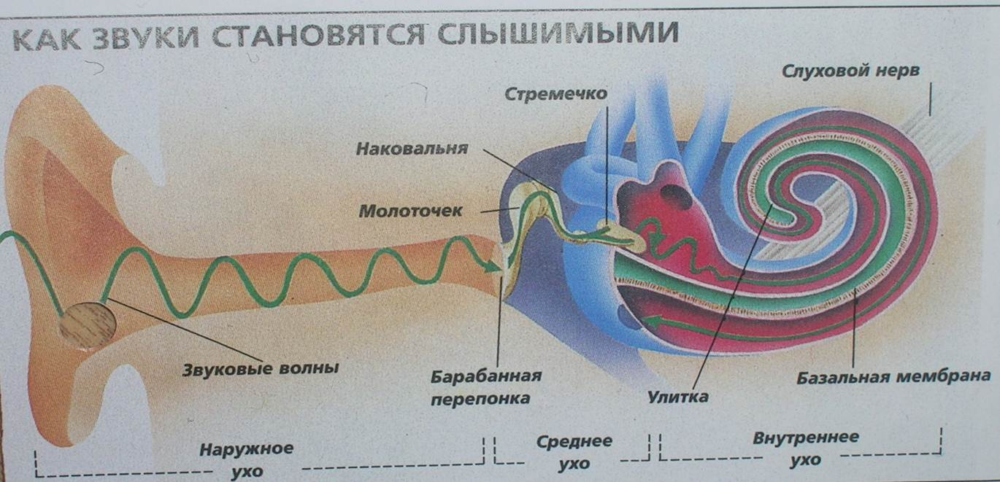 КАК ЗВУКИ СТАНОВЯТСЯ СЛЫШИМЫМИ
Слуховой нерв
Стремечко
Наковальня
Молоточек
Звуковые волны
Барабанная
перепонка
Улитка
Базальная мембрана
Наружное
ухо
Среднее
ухо
Внутреннее
ухо